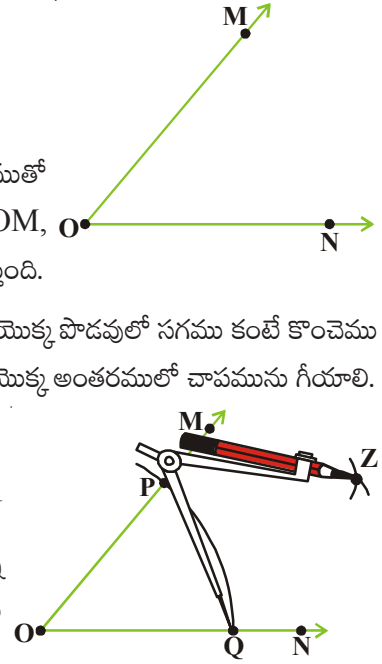 M
ముతో
OM,
O
N
యొక్క పొడవులో సగము కంటే కొంచెము
యొక్క అంతరములో చాపమును గీయాలి.
M
Z
P
O
Q
N